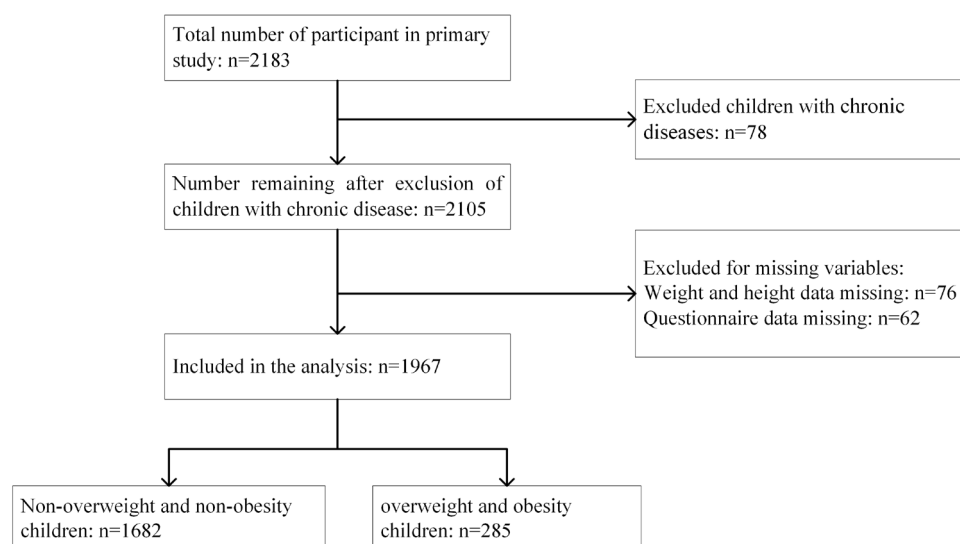 Total number of participant in primary
study: n=2183
Excluded children with chronic
diseases: n=78
Number remaining after exclusion of
children with chronic disease: n=2105
Excluded for missing variables:
Weight and height data missing: n=76
Questionnaire data missing: n=62
Included in the analysis: n=1967
Non-overweight and non-obesity
children: n=1682
overweight and obesity
children: n=285